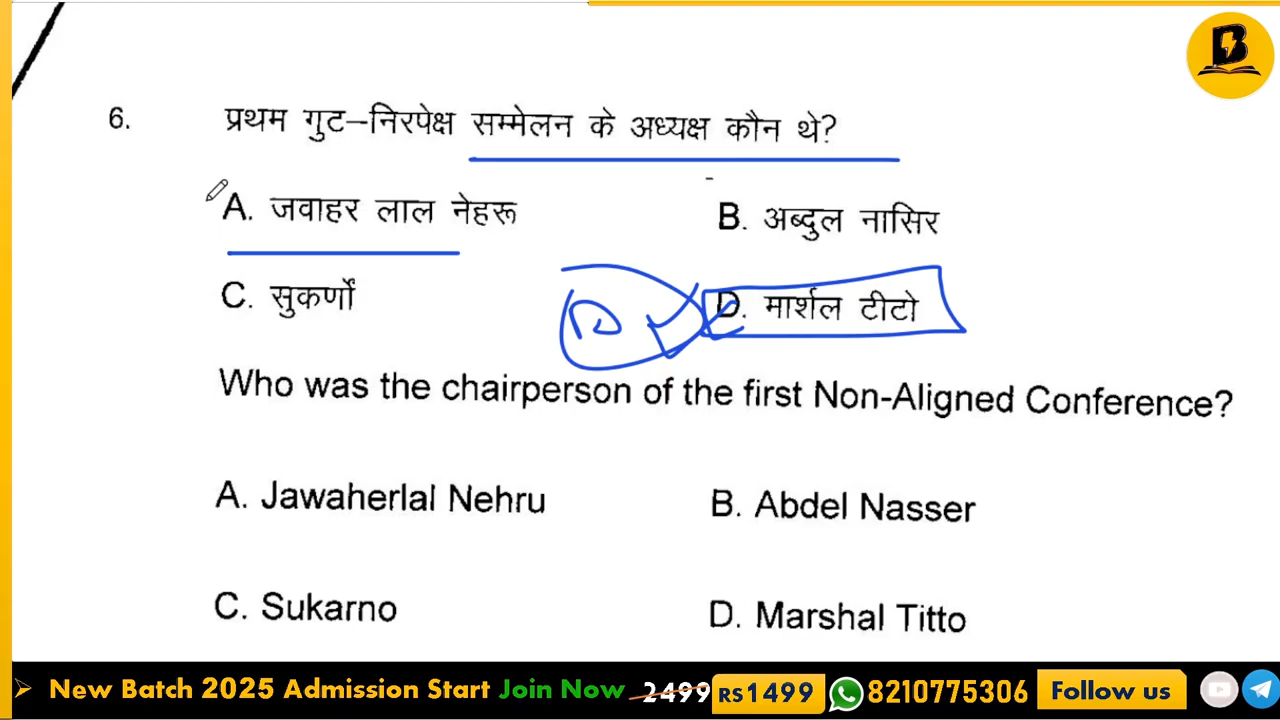 6. प्रथम गुट–निरपेक्ष सम्मेलन के अध्यक्ष कौन थे?
A. जवाहर लाल नेहरू B. अब्दुल नासिर
C. सुकर्णो D. मार्शल टीटो
Who was the chairperson of the first Non-Aligned Conference?
A. Jawaherlal Nehru B. Abdel Nasser
C. Sukarno D. Marshal Titto
New Batch 2025 Admission Start Join Now 2499 RS1499 8210775306 Follow us